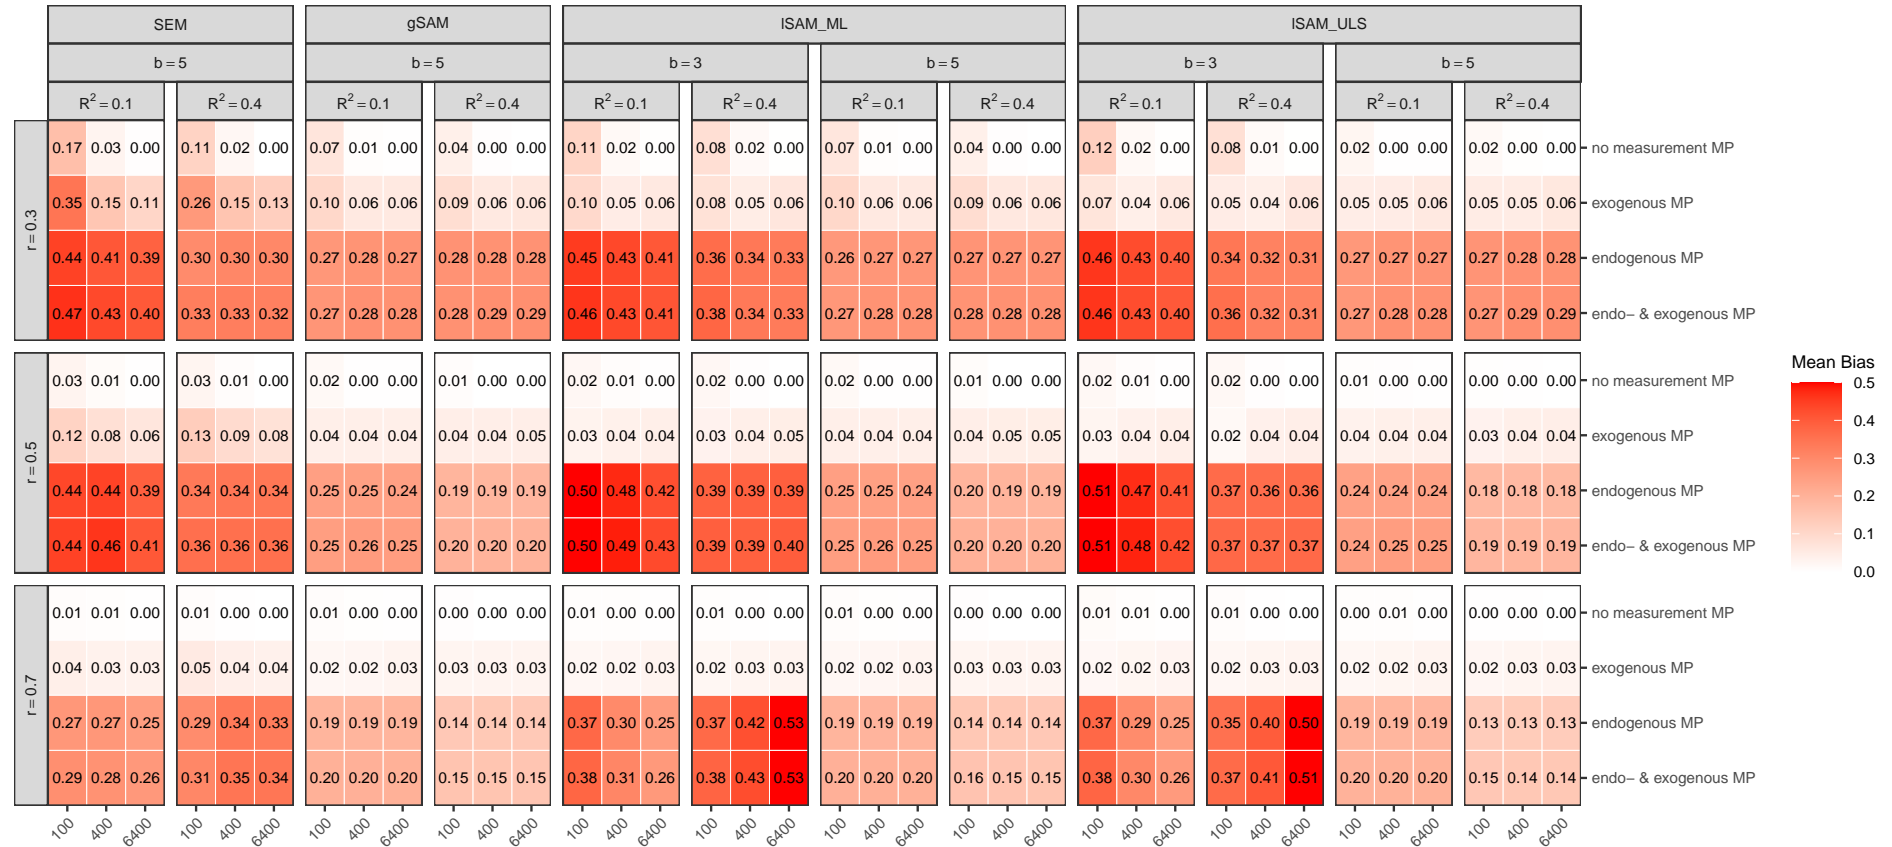 SEM gSAM lSAM_ML lSAM_ULS
b = 5 b = 5 b = 3 b = 5 b = 3 b = 5
R² = 0.1 R² = 0.4 R² = 0.1 R² = 0.4 R² = 0.1 R² = 0.4 R² = 0.1 R² = 0.4 R² = 0.1 R² = 0.4 R² = 0.1 R² = 0.4
r = 0.3
0.17 0.03 0.00 0.11 0.02 0.00 0.07 0.01 0.00 0.04 0.00 0.00 0.11 0.02 0.00 0.08 0.02 0.00 0.07 0.01 0.00 0.04 0.00 0.00 0.12 0.02 0.00 0.08 0.01 0.00 0.02 0.00 0.00 0.02 0.00 0.00 no measurement MP
0.35 0.15 0.11 0.26 0.15 0.13 0.10 0.06 0.06 0.09 0.06 0.06 0.10 0.05 0.06 0.08 0.05 0.06 0.10 0.06 0.06 0.09 0.06 0.06 0.07 0.04 0.06 0.05 0.04 0.06 0.05 0.05 0.06 0.05 0.05 0.06 exogenous MP
0.44 0.41 0.39 0.30 0.30 0.30 0.27 0.28 0.27 0.28 0.28 0.28 0.45 0.43 0.41 0.36 0.34 0.33 0.26 0.27 0.27 0.27 0.27 0.27 0.46 0.43 0.40 0.34 0.32 0.31 0.27 0.27 0.27 0.27 0.28 0.28 endogenous MP
0.47 0.43 0.40 0.33 0.33 0.32 0.27 0.28 0.28 0.28 0.29 0.29 0.46 0.43 0.41 0.38 0.34 0.33 0.27 0.28 0.28 0.28 0.28 0.28 0.46 0.43 0.40 0.36 0.32 0.31 0.27 0.28 0.28 0.27 0.29 0.29 endo− & exogenous MP
r = 0.5
0.03 0.01 0.00 0.03 0.01 0.00 0.02 0.00 0.00 0.01 0.00 0.00 0.02 0.01 0.00 0.02 0.00 0.00 0.02 0.00 0.00 0.01 0.00 0.00 0.02 0.01 0.00 0.02 0.00 0.00 0.01 0.00 0.00 0.00 0.00 0.00 no measurement MP
0.12 0.08 0.06 0.13 0.09 0.08 0.04 0.04 0.04 0.04 0.04 0.05 0.03 0.04 0.04 0.03 0.04 0.05 0.04 0.04 0.04 0.04 0.05 0.05 0.03 0.04 0.04 0.02 0.04 0.04 0.04 0.04 0.04 0.03 0.04 0.04 exogenous MP
0.44 0.44 0.39 0.34 0.34 0.34 0.25 0.25 0.24 0.19 0.19 0.19 0.50 0.48 0.42 0.39 0.39 0.39 0.25 0.25 0.24 0.20 0.19 0.19 0.51 0.47 0.41 0.37 0.36 0.36 0.24 0.24 0.24 0.18 0.18 0.18 endogenous MP
0.44 0.46 0.41 0.36 0.36 0.36 0.25 0.26 0.25 0.20 0.20 0.20 0.50 0.49 0.43 0.39 0.39 0.40 0.25 0.26 0.25 0.20 0.20 0.20 0.51 0.48 0.42 0.37 0.37 0.37 0.24 0.25 0.25 0.19 0.19 0.19 endo− & exogenous MP
r = 0.7
0.01 0.01 0.00 0.01 0.00 0.00 0.01 0.00 0.00 0.00 0.00 0.00 0.01 0.00 0.00 0.01 0.00 0.00 0.01 0.00 0.00 0.00 0.00 0.00 0.01 0.01 0.00 0.01 0.00 0.00 0.00 0.01 0.00 0.00 0.00 0.00 no measurement MP
0.04 0.03 0.03 0.05 0.04 0.04 0.02 0.02 0.03 0.03 0.03 0.03 0.02 0.02 0.03 0.02 0.03 0.03 0.02 0.02 0.03 0.03 0.03 0.03 0.02 0.02 0.03 0.02 0.03 0.03 0.02 0.02 0.03 0.02 0.03 0.03 exogenous MP
0.27 0.27 0.25 0.29 0.34 0.33 0.19 0.19 0.19 0.14 0.14 0.14 0.37 0.30 0.25 0.37 0.42 0.53 0.19 0.19 0.19 0.14 0.14 0.14 0.37 0.29 0.25 0.35 0.40 0.50 0.19 0.19 0.19 0.13 0.13 0.13 endogenous MP
0.29 0.28 0.26 0.31 0.35 0.34 0.20 0.20 0.20 0.15 0.15 0.15 0.38 0.31 0.26 0.38 0.43 0.53 0.20 0.20 0.20 0.16 0.15 0.15 0.38 0.30 0.26 0.37 0.41 0.51 0.20 0.20 0.20 0.15 0.14 0.14 endo− & exogenous MP
100 400 6400 100 400 6400 100 400 6400 100 400 6400 100 400 6400 100 400 6400 100 400 6400 100 400 6400 100 400 6400 100 400 6400 100 400 6400 100 400 6400
Mean Bias
0.5
0.4
0.3
0.2
0.1
0.0